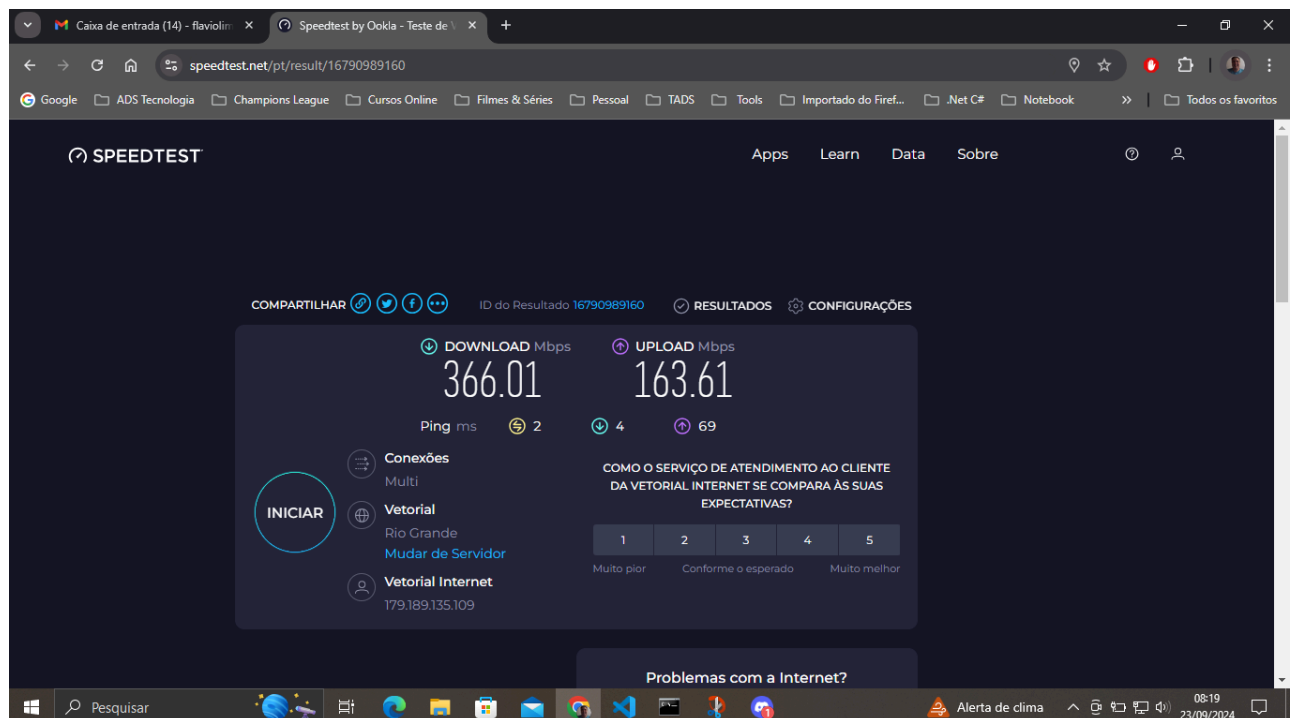 Caixa de entrada (14) - flaviolim
Speedtest by Ookla - Teste de
speedtest.net/pt/result/16790989160
Google ADS Tecnologia Champions League Cursos Online Filmes & Séries Pessoal TADS Tools Importado do Firef... .Net C# Notebook » Todos os favoritos
SPEEDTEST Apps Learn Data Sobre
COMPARTILHAR ID do Resultado 16790989160 RESULTADOS CONFIGURAÇÕES
DOWNLOAD Mbps UPLOAD Mbps
366.01 163.61
Ping ms 2 4 69
Conexões
Multi
Vetorial
Rio Grande
Mudar de Servidor
Vetorial Internet
179.189.135.109
INICIAR
COMO O SERVIÇO DE ATENDIMENTO AO CLIENTE
DA VETORIAL INTERNET SE COMPARA ÀS SUAS
EXPECTATIVAS?
1 2 3 4 5
Muito pior Conforme o esperado Muito melhor
Problemas com a Internet?
Pesquisar
Alerta de clima
08:19
23/09/2024